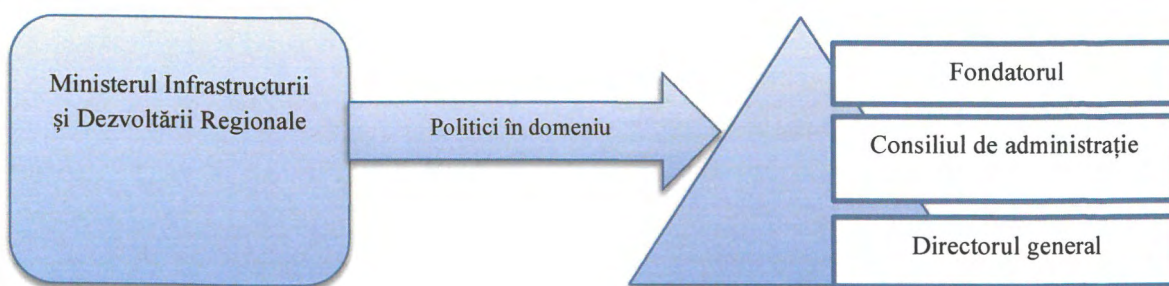 Ministerul Infrastructurii
și Dezvoltării Regionale
Politici în domeniu
Fondatorul
Consiliul de administrație
Directorul general